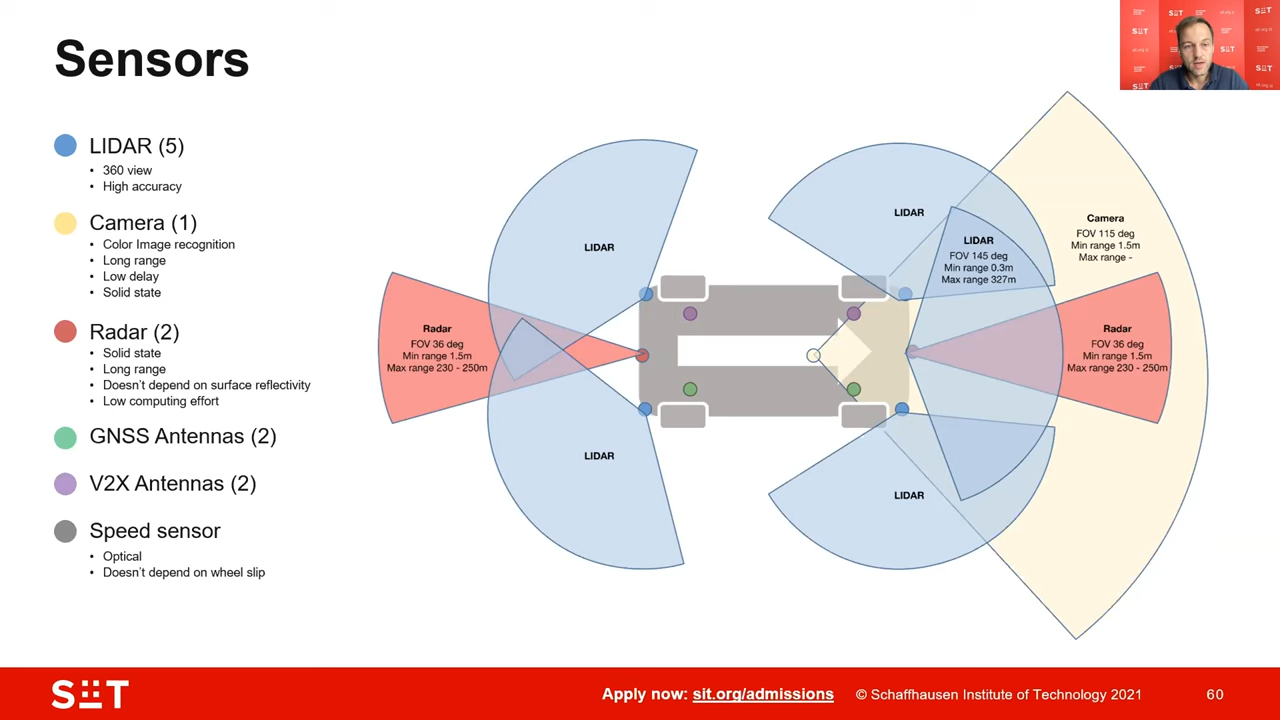 Sensors
LIDAR (5)
• 360 view
• High accuracy
Camera (1)
• Color Image recognition
• Long range
• Low delay
• Solid state
Radar (2)
• Solid state
• Long range
• Doesn't depend on surface reflectivity
• Low computing effort
GNSS Antennas (2)
V2X Antennas (2)
Speed sensor
• Optical
• Doesn't depend on wheel slip
LIDAR
LIDAR
Radar
FOV 36 deg
Min range 1.5m
Max range 230 - 250m
LIDAR
LIDAR
FOV 145 deg
Min range 0.3m
Max range 327m
LIDAR
Camera
FOV 115 deg
Min range 1.5m
Max range -
Radar
FOV 36 deg
Min range 1.5m
Max range 230 - 250m
SIT
Apply now: sit.org/admissions
© Schaffhausen Institute of Technology 2021
60